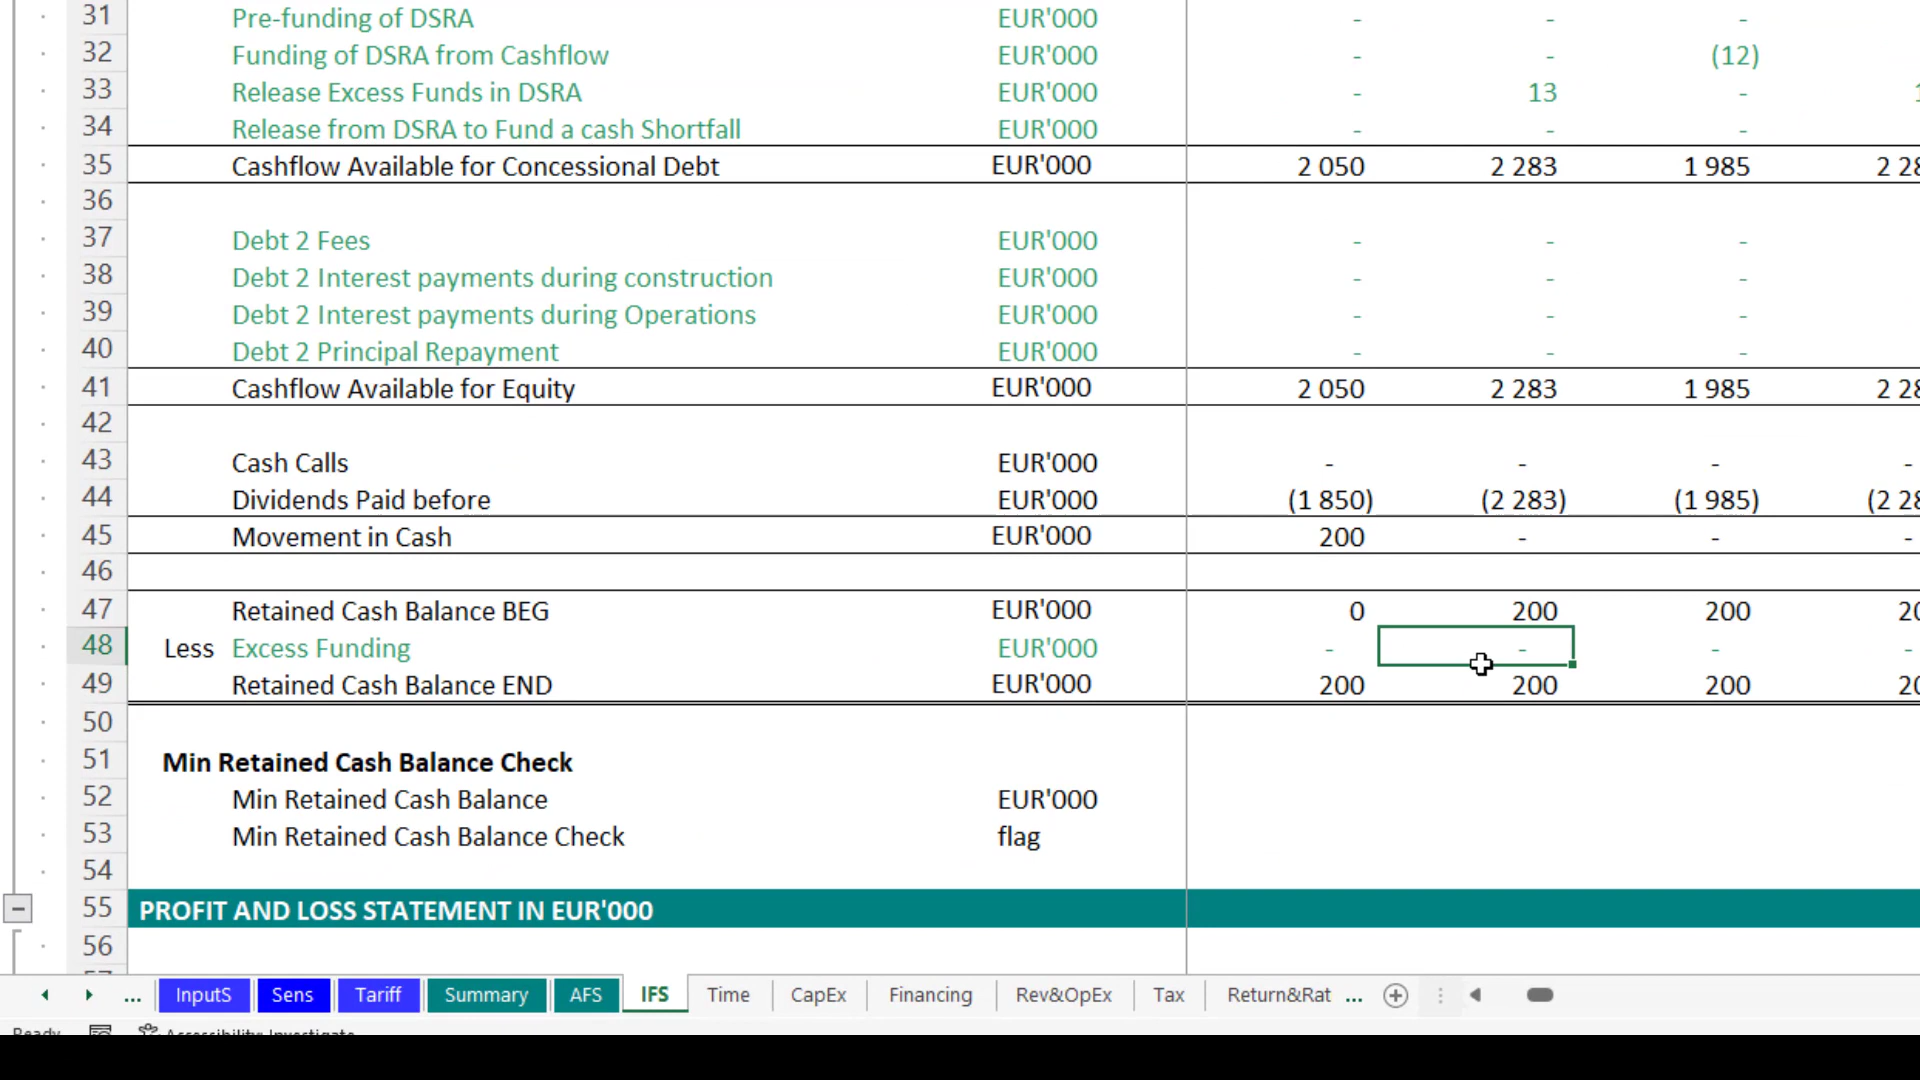 31 Pre-funding of DSRA EUR'000 - - -
32 Funding of DSRA from Cashflow EUR'000 - - (12)
33 Release Excess Funds in DSRA EUR'000 - 13 -
34 Release from DSRA to Fund a cash Shortfall EUR'000 - - -
35 Cashflow Available for Concessional Debt EUR'000 2 050 2 283 1 985
36
37 Debt 2 Fees EUR'000 - - -
38 Debt 2 Interest payments during construction EUR'000 - - -
39 Debt 2 Interest payments during Operations EUR'000 - - -
40 Debt 2 Principal Repayment EUR'000 - - -
41 Cashflow Available for Equity EUR'000 2 050 2 283 1 985
42
43 Cash Calls EUR'000 - - - -
44 Dividends Paid before EUR'000 (1 850) (2 283) (1 985)
45 Movement in Cash EUR'000 200 - - -
46
47 Retained Cash Balance BEG EUR'000 0 200 200
48 Less Excess Funding EUR'000 - - - -
49 Retained Cash Balance END EUR'000 200 200 200
50
51 Min Retained Cash Balance Check
52 Min Retained Cash Balance EUR'000
53 Min Retained Cash Balance Check flag
54
55 PROFIT AND LOSS STATEMENT IN EUR'000
56
... InputS Sens Tariff Summary AFS IFS Time CapEx Financing Rev&OpEx Tax Return&Rat ...